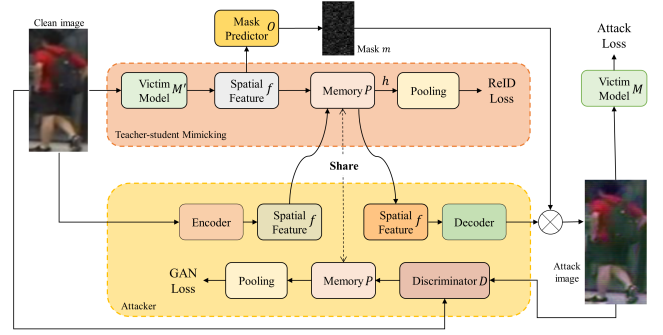 Clean image
Mask
Predictor O
Mask m
Attack
Loss
Victim
Model M'
Spatial
Feature f
Memory P
h
Pooling
ReID
Loss
Victim
Model M
Teacher-student Mimicking
Share
Encoder
Spatial
Feature f
Spatial
Feature f
Decoder
GAN
Loss
Pooling
Memory P
Discriminator D
Attack
image
Attacker